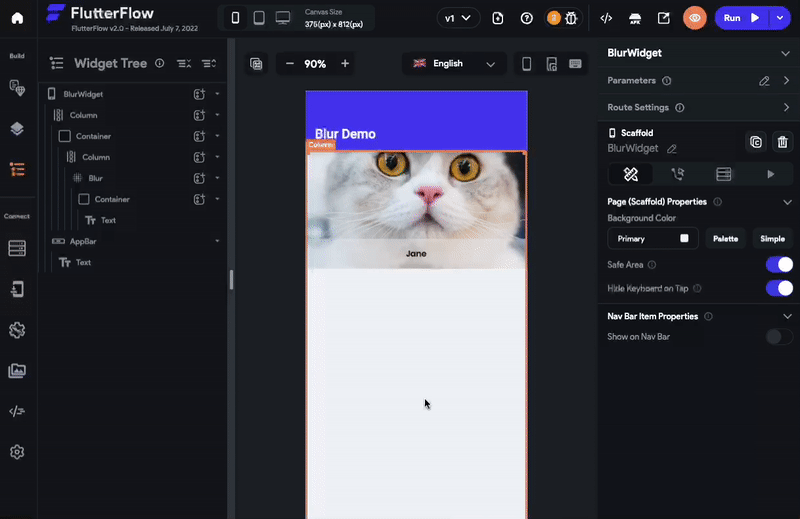 FlutterFlow
FlutterFlow v2.0 - Released July 7, 2022
Canvas Size
375(px) x 812(px)
v1
2
Run
Build
Connect
Widget Tree
BlurWidget
Column
Container
Column
Blur
Container
Text
AppBar
Text
90%
English
Blur Demo
Column
Jane
BlurWidget
Parameters
Route Settings
Scaffold
BlurWidget
Page (Scaffold) Properties
Background Color
Primary
Palette
Simple
Safe Area
Hide Keyboard on Tap
Nav Bar Item Properties
Show on Nav Bar